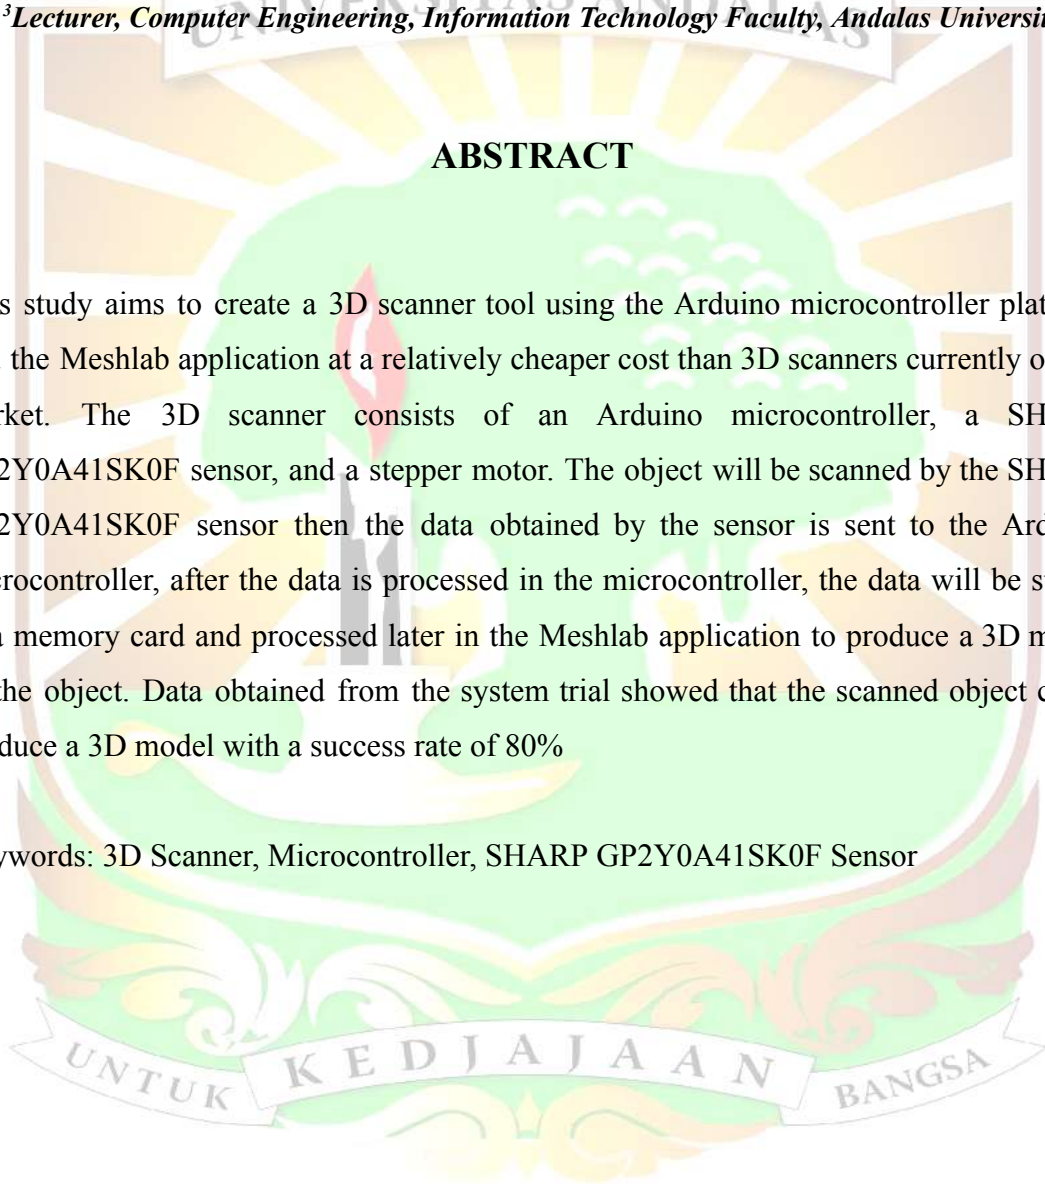 ³Lecturer, Computer Engineering, Information Technology Faculty, Andalas Universit
UNIVERSITAS ANDALAS
ABSTRACT
s study aims to create a 3D scanner tool using the Arduino microcontroller plat
the Meshlab application at a relatively cheaper cost than 3D scanners currently o
rket. The 3D scanner consists of an Arduino microcontroller, a SH
2Y0A41SK0F sensor, and a stepper motor. The object will be scanned by the SH
2Y0A41SK0F sensor then the data obtained by the sensor is sent to the Ard
crocontroller, after the data is processed in the microcontroller, the data will be s
a memory card and processed later in the Meshlab application to produce a 3D m
the object. Data obtained from the system trial showed that the scanned object c
duce a 3D model with a success rate of 80%
ywords: 3D Scanner, Microcontroller, SHARP GP2Y0A41SK0F Sensor
UNTUK KEDJAJAAN BANGSA